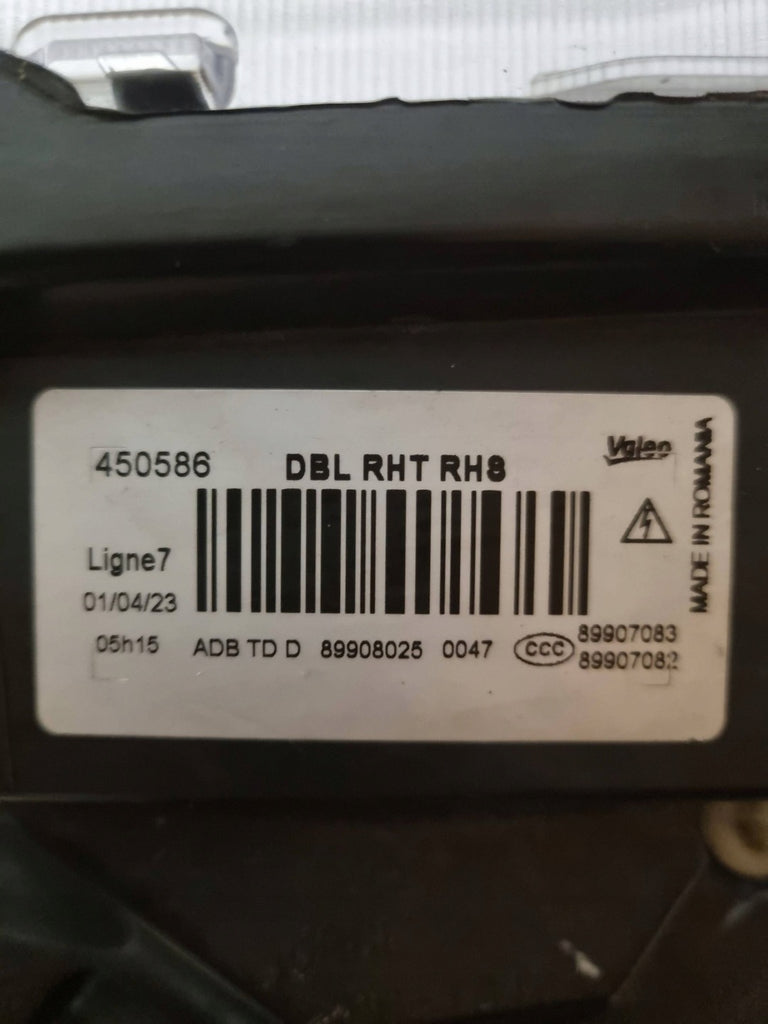 450586 DBL RHT RH8 Valeo
MADE IN ROMANIA
Ligne7
01/04/23
05h15 ADB TD D 89908025 0047 CCC 89907083
89907082